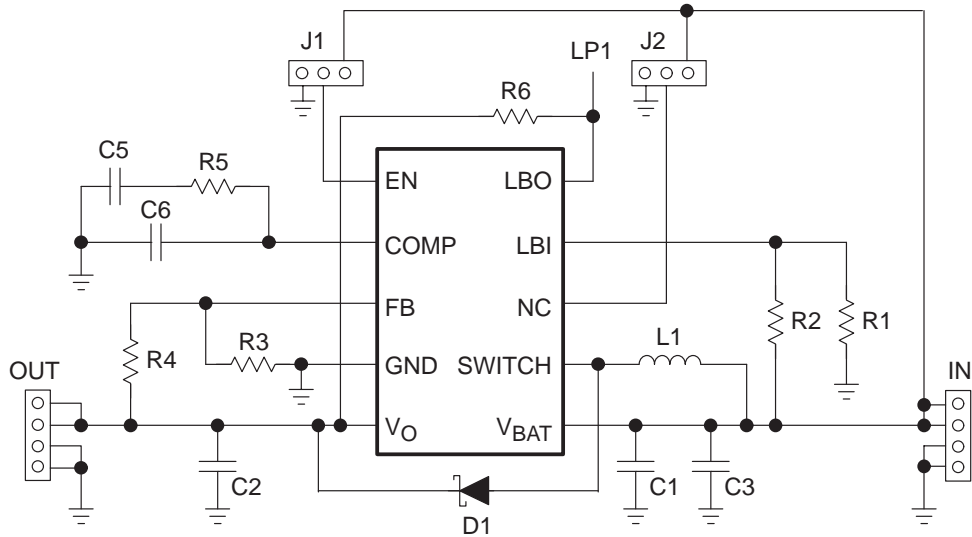 J1
J2
LP1
R6
C5
R5
EN
LBO
C6
COMP
LBI
FB
NC
R4
R3
R2
R1
L1
OUT
GND
SWITCH
IN
VO
VBAT
C2
C1
C3
D1